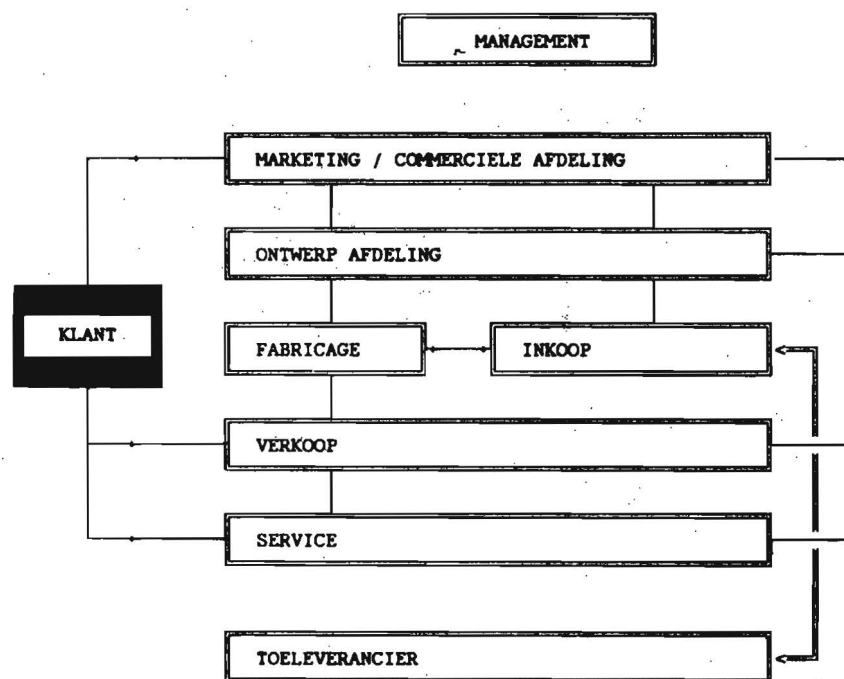 MANAGEMENT
MARKETING / COMMERCIELE AFDELING
ONTWERP AFDELING
KLANT
FABRICAGE
INKOOP
VERKOOP
SERVICE
TOELEVERANCIER